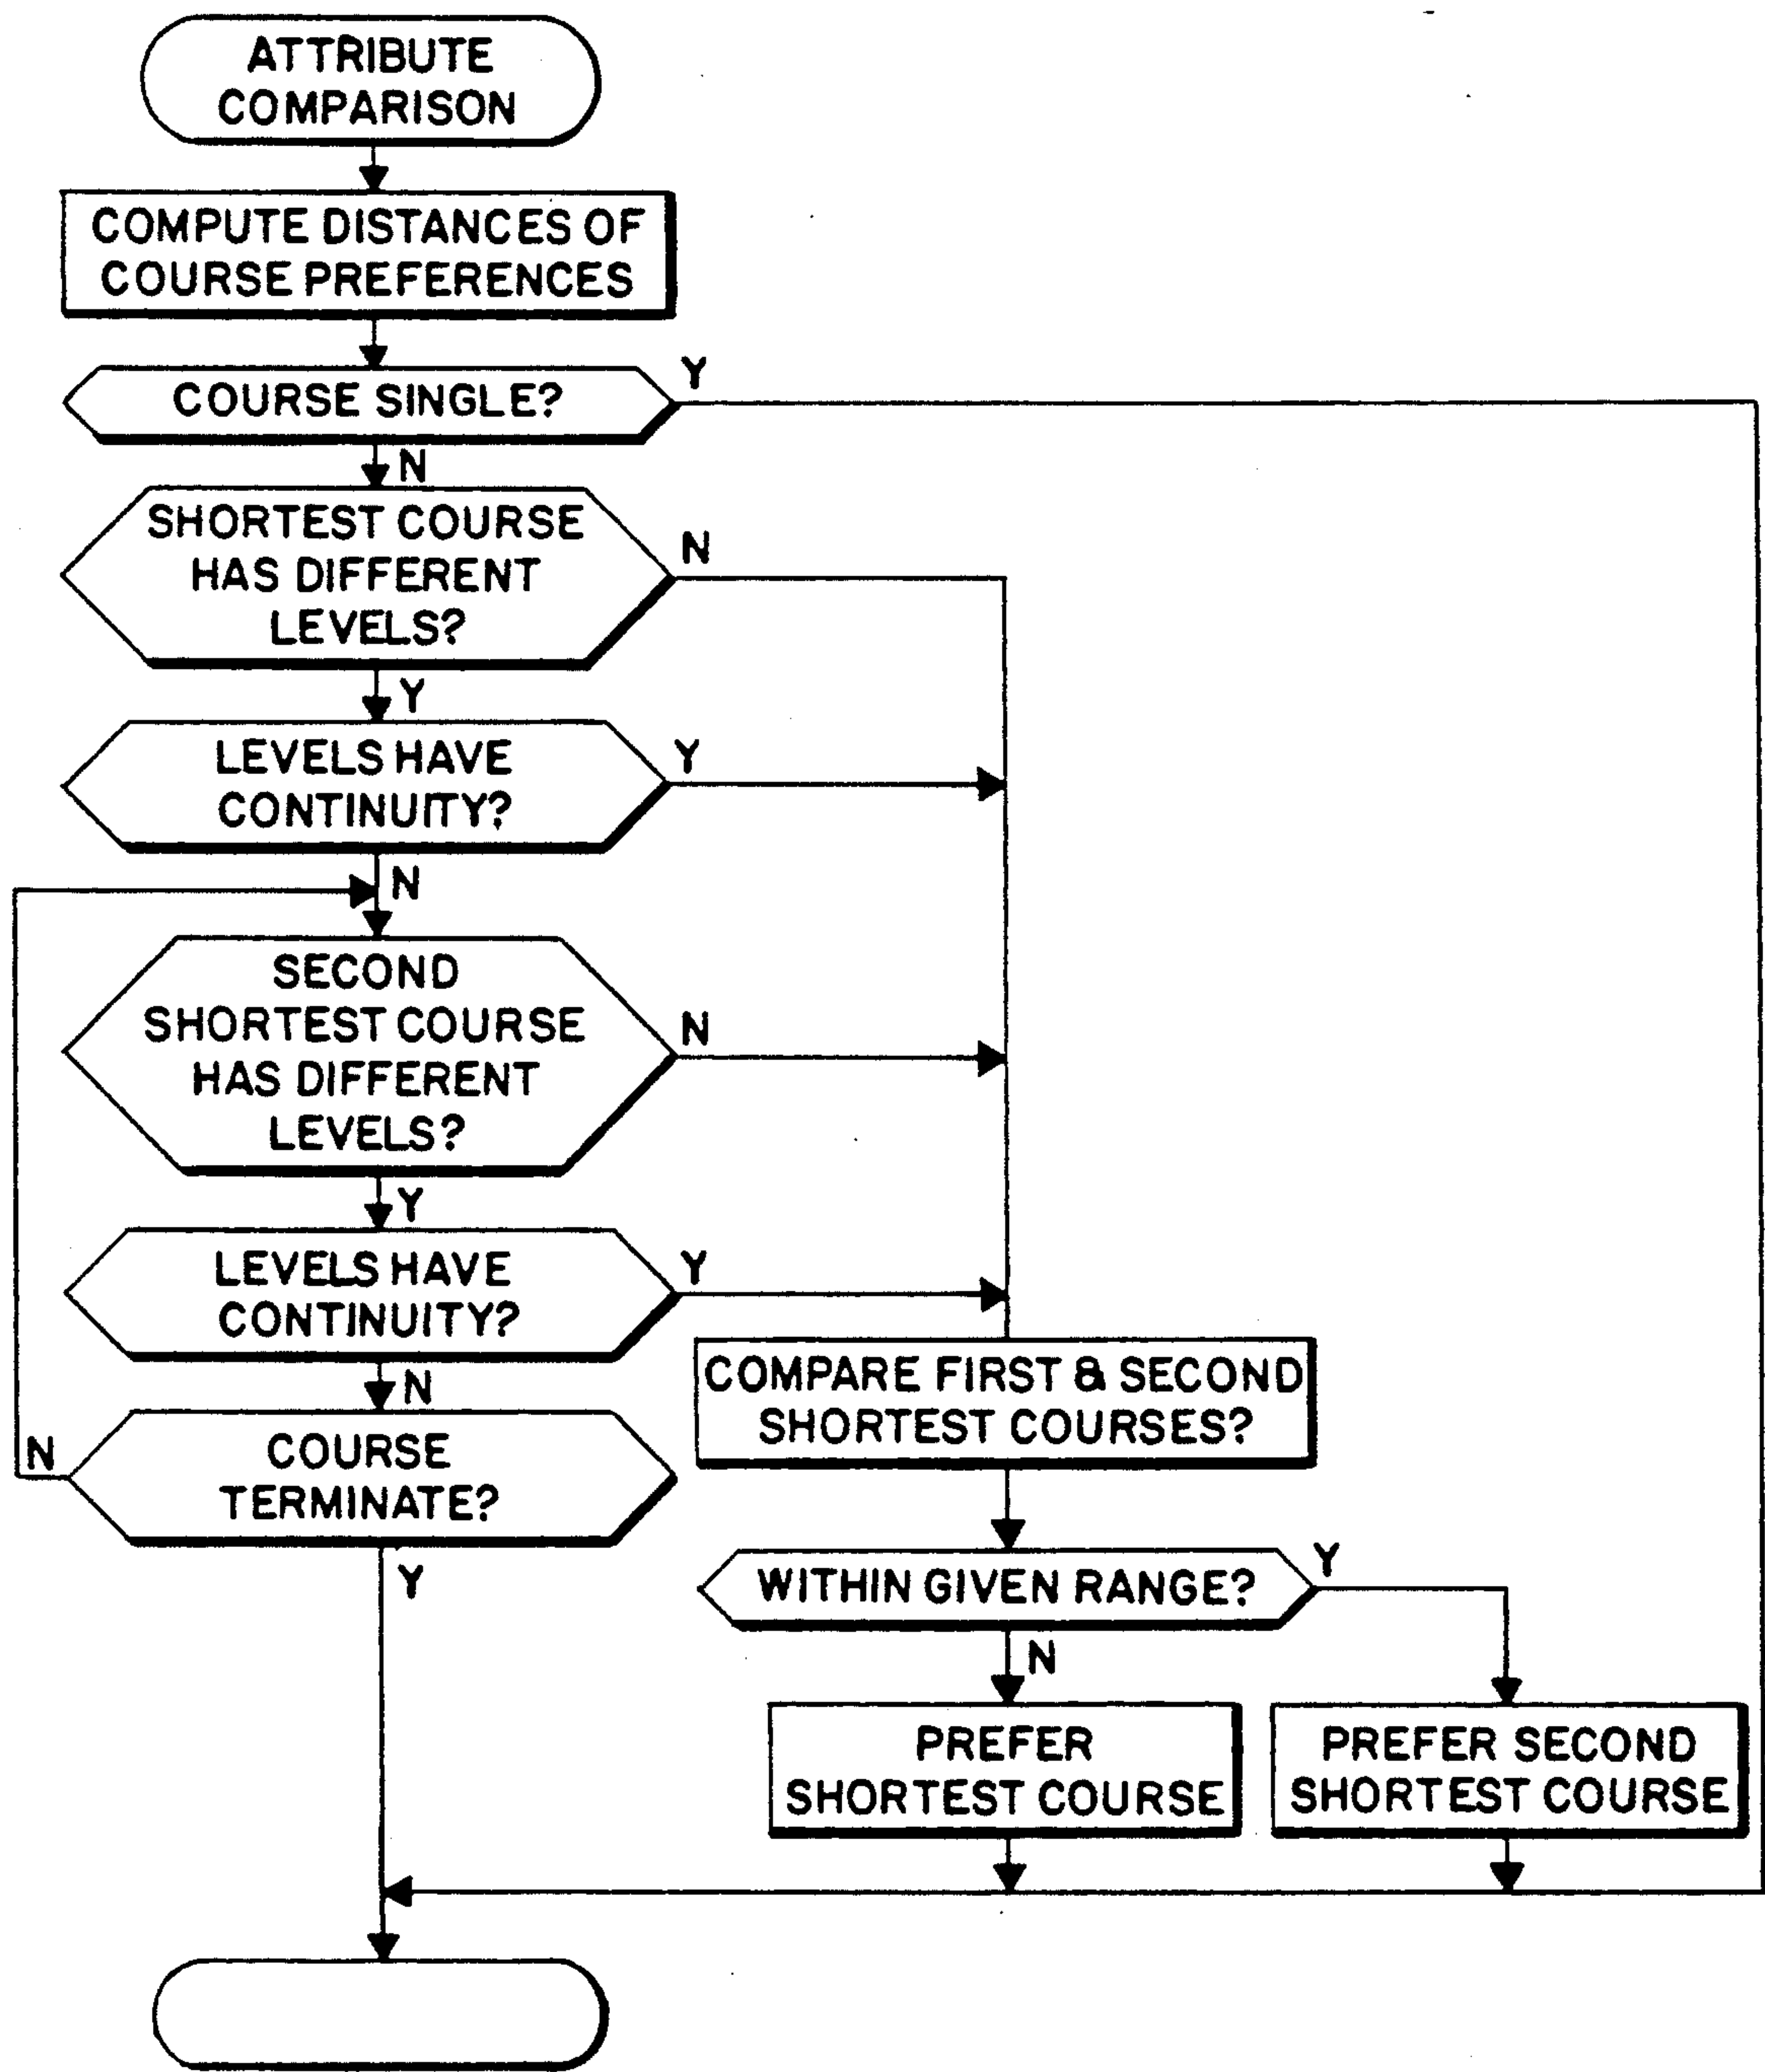 ATTRIBUTE
COMPARISON
COMPUTE DISTANCES OF
COURSE PREFERENCES
COURSE SINGLE?
Y
N
SHORTEST COURSE
HAS DIFFERENT
LEVELS?
N
Y
LEVELS HAVE
CONTINUITY?
Y
N
SECOND
SHORTEST COURSE
HAS DIFFERENT
LEVELS?
N
Y
LEVELS HAVE
CONTINUITY?
Y
N
COURSE
TERMINATE?
N
Y
COMPARE FIRST & SECOND
SHORTEST COURSES?
WITHIN GIVEN RANGE?
Y
N
PREFER
SHORTEST COURSE
PREFER SECOND
SHORTEST COURSE